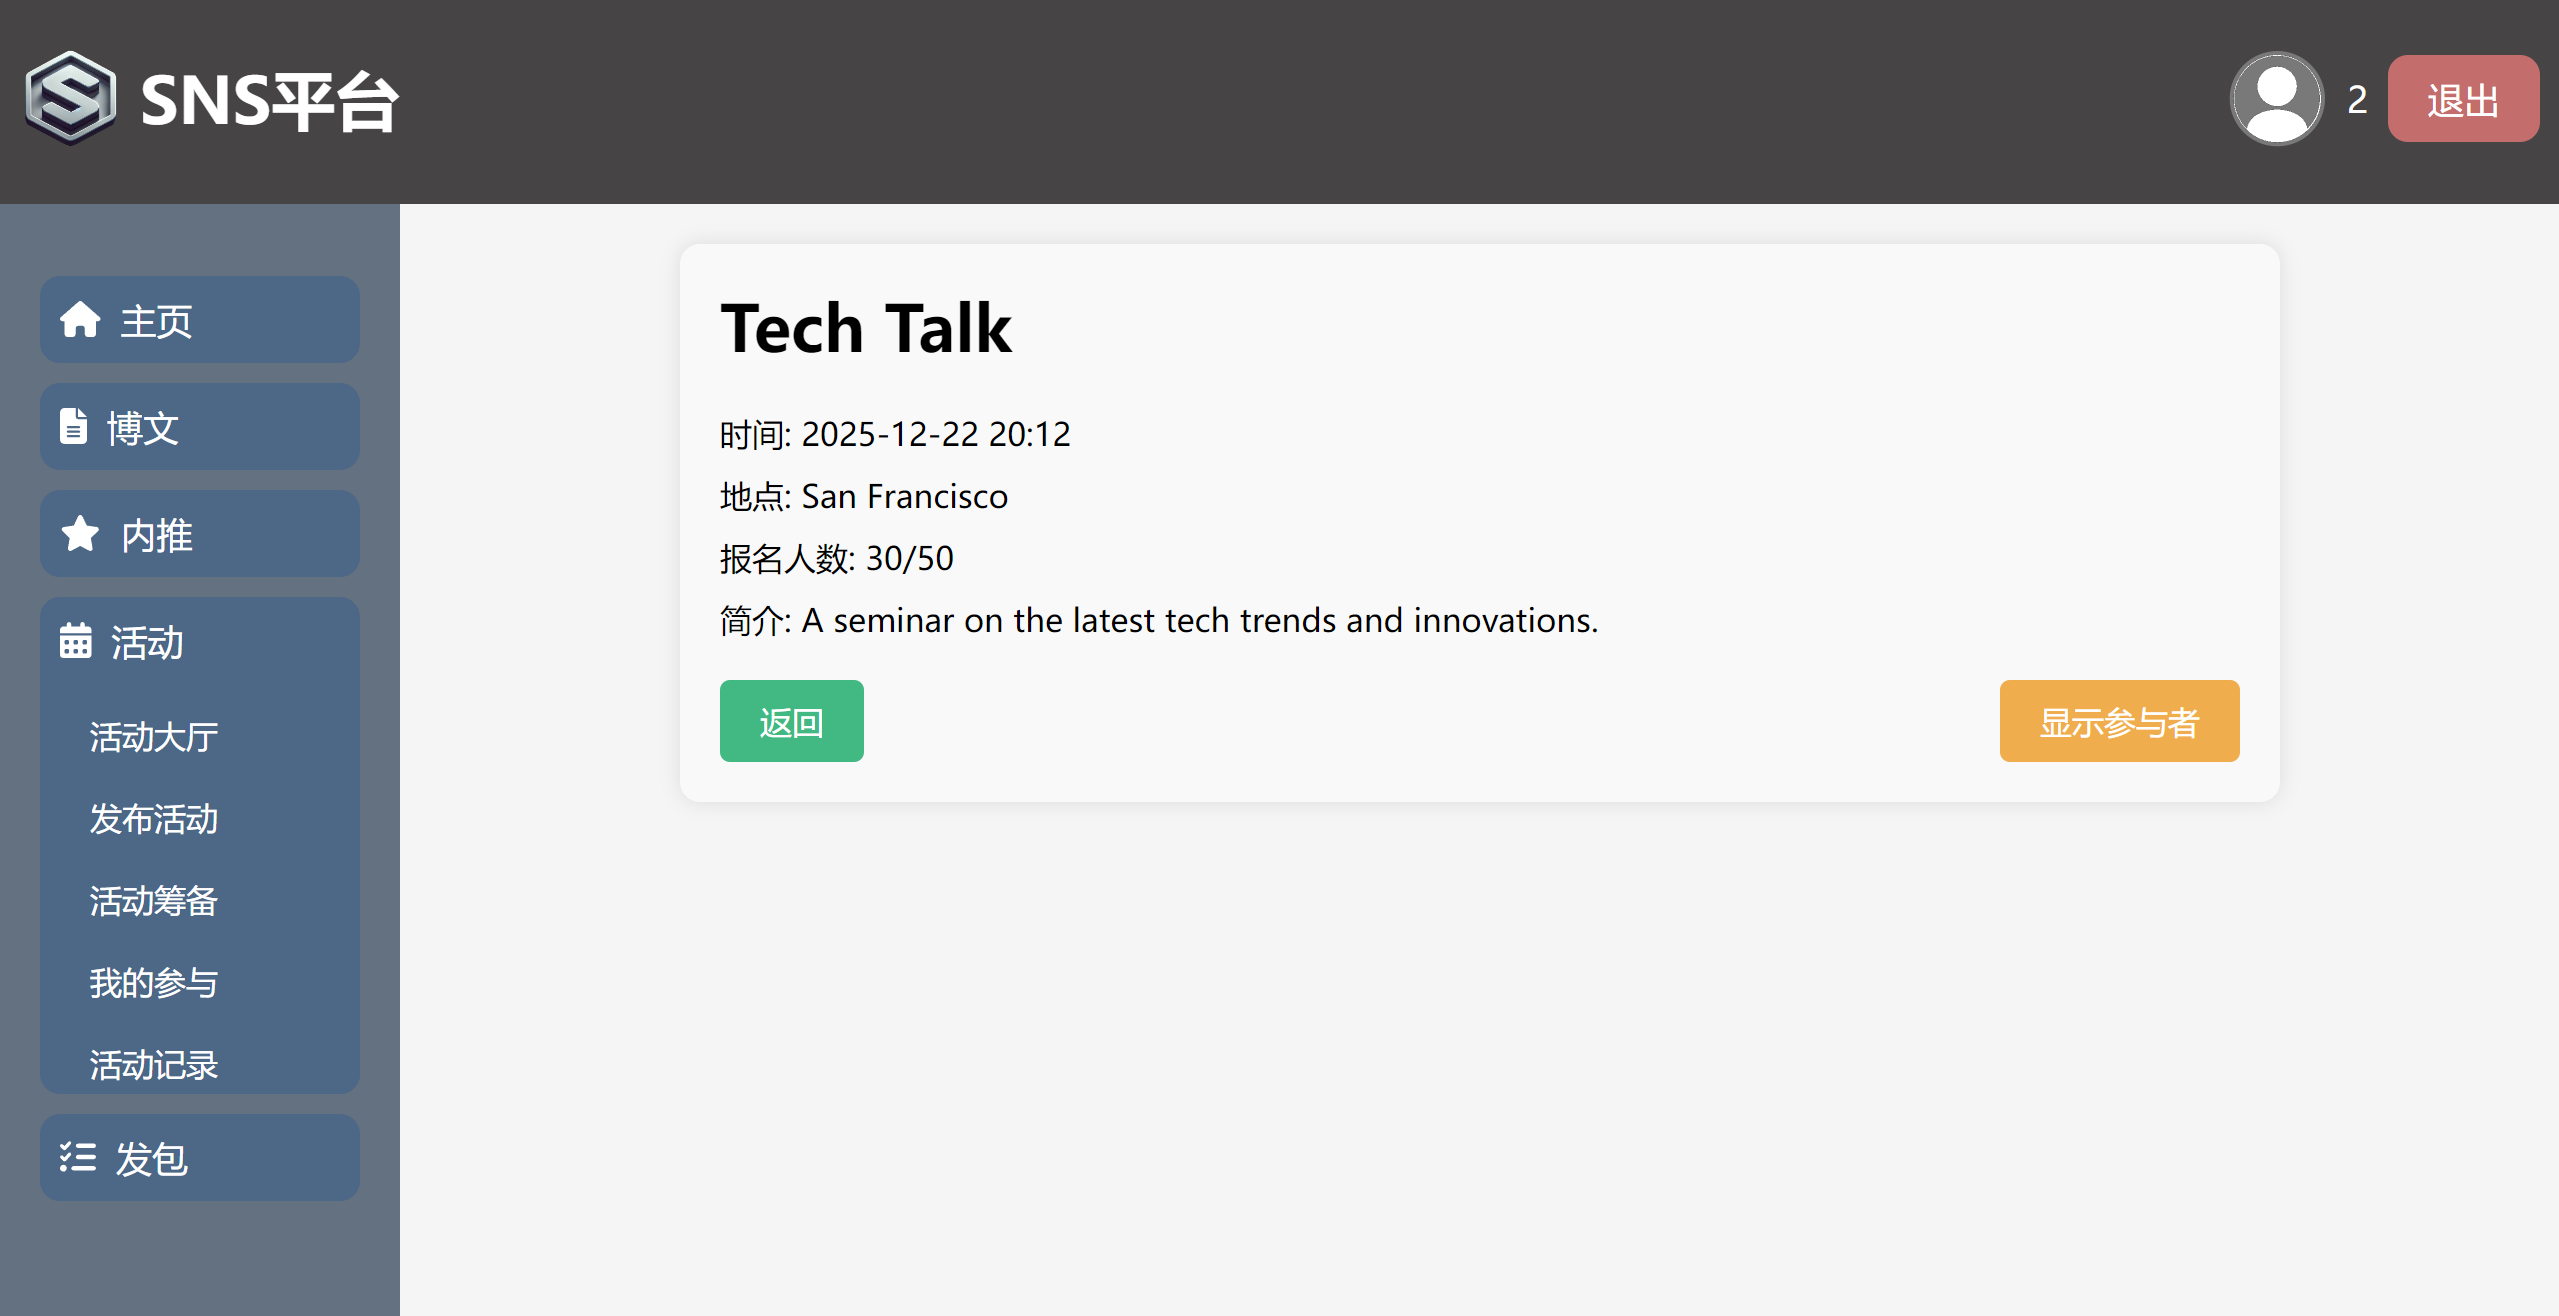 SNS平台
2
退出
主页
博文
内推
活动
活动大厅
发布活动
活动筹备
我的参与
活动记录
发包
Tech Talk
时间: 2025-12-22 20:12
地点: San Francisco
报名人数: 30/50
简介: A seminar on the latest tech trends and innovations.
返回
显示参与者